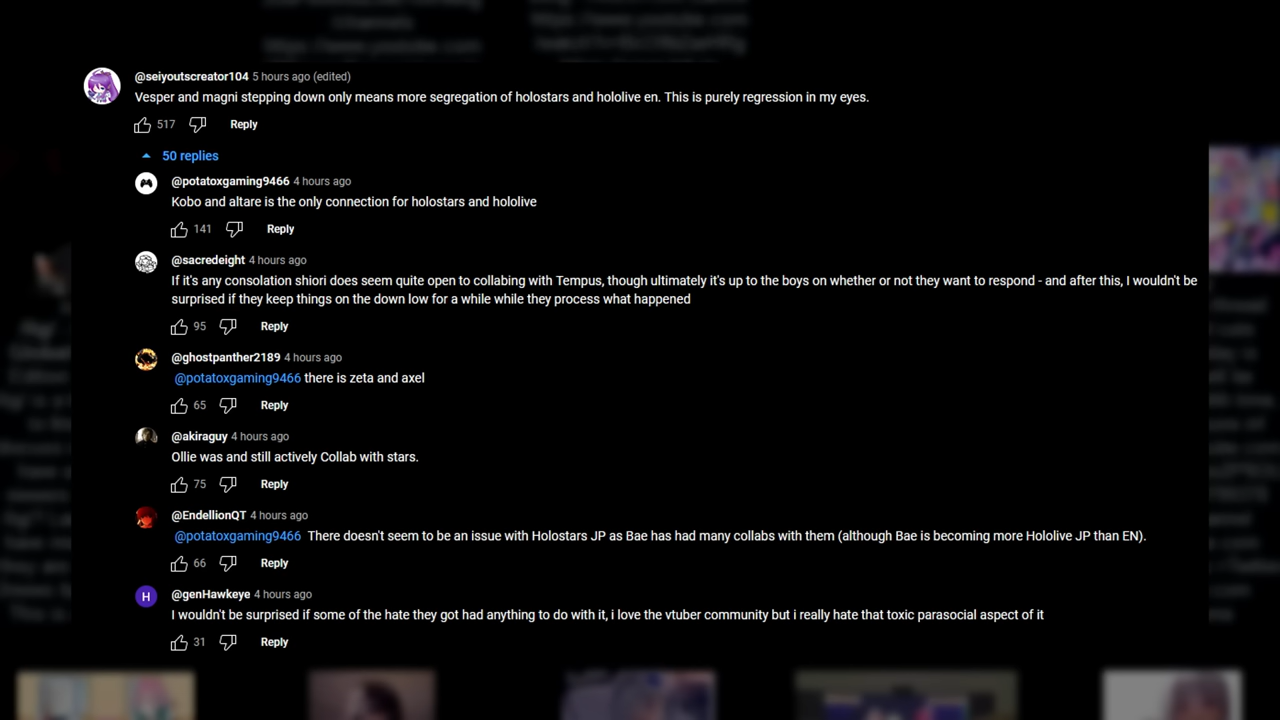 @seiyoutscreator104 5 hours ago (edited)
Vesper and magni stepping down only means more segregation of holostars and hololive en. This is purely regression in my eyes.
517 Reply
50 replies
@potatoxgaming9466 4 hours ago
Kobo and altare is the only connection for holostars and hololive
141 Reply
@sacredeight 4 hours ago
If it's any consolation shiori does seem quite open to collabing with Tempus, though ultimately it's up to the boys on whether or not they want to respond - and after this, I wouldn't be
surprised if they keep things on the down low for a while while they process what happened
95 Reply
@ghostpanther2189 4 hours ago
@potatoxgaming9466 there is zeta and axel
65 Reply
@akiraguy 4 hours ago
Ollie was and still actively Collab with stars.
75 Reply
@EndellionQT 4 hours ago
@potatoxgaming9466 There doesn't seem to be an issue with Holostars JP as Bae has had many collabs with them (although Bae is becoming more Hololive JP than EN).
66 Reply
H
@genHawkeye 4 hours ago
I wouldn't be surprised if some of the hate they got had anything to do with it, i love the vtuber community but i really hate that toxic parasocial aspect of it
31 Reply